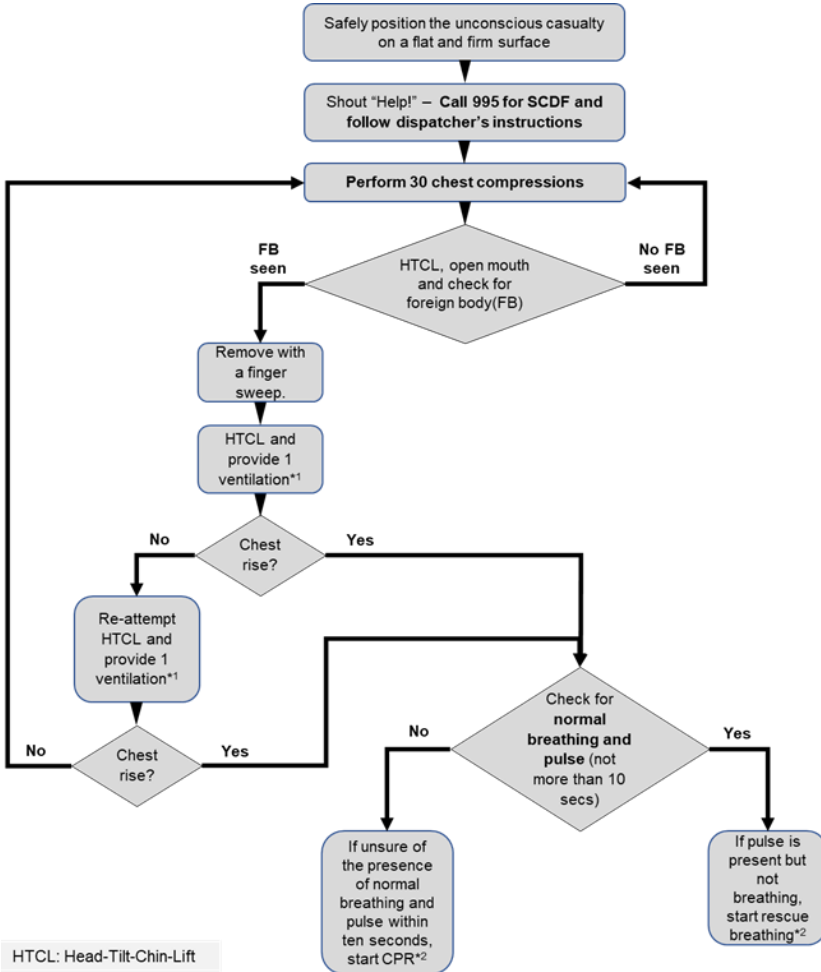 Safely position the unconscious casualty
on a flat and firm surface
Shout “Help!” – Call 995 for SCDF and
follow dispatcher’s instructions
Perform 30 chest compressions
FB
seen
HTCL, open mouth
and check for
foreign body(FB)
No FB
seen
Remove with
a finger
sweep.
HTCL and
provide 1
ventilation*1
No
Chest
rise?
Yes
Re-attempt
HTCL and
provide 1
ventilation*1
No
Chest
rise?
Yes
No
Check for
normal
breathing and
pulse (not
more than 10
secs)
Yes
If unsure of
the presence
of normal
breathing and
pulse within
ten seconds,
start CPR*2
If pulse is
present but
not
breathing,
start rescue
breathing*2
HTCL: Head-Tilt-Chin-Lift